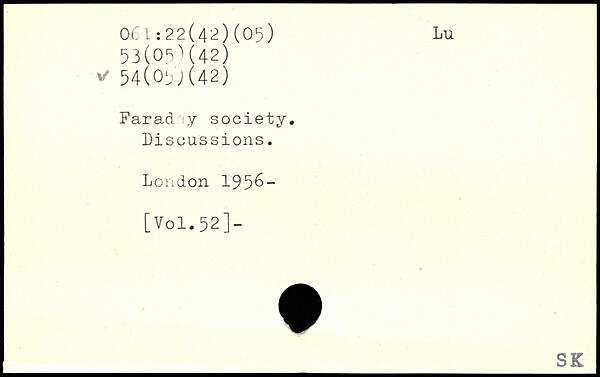 061:22(42)(05) Lu
53(05)(42)
✓ 54(05)(42)
Faraday society.
Discussions.
London 1956-
[Vol.52]-
SK